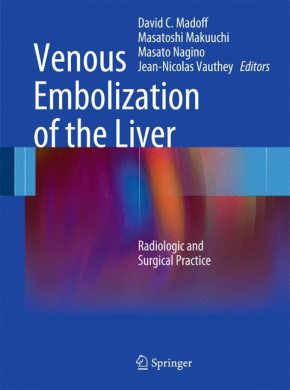 David C. Madoff
Masatoshi Makuuchi
Masato Nagino
Jean-Nicolas Vauthey Editors
Venous
Embolization
of the Liver
Radiologic and
Surgical Practice
Springer